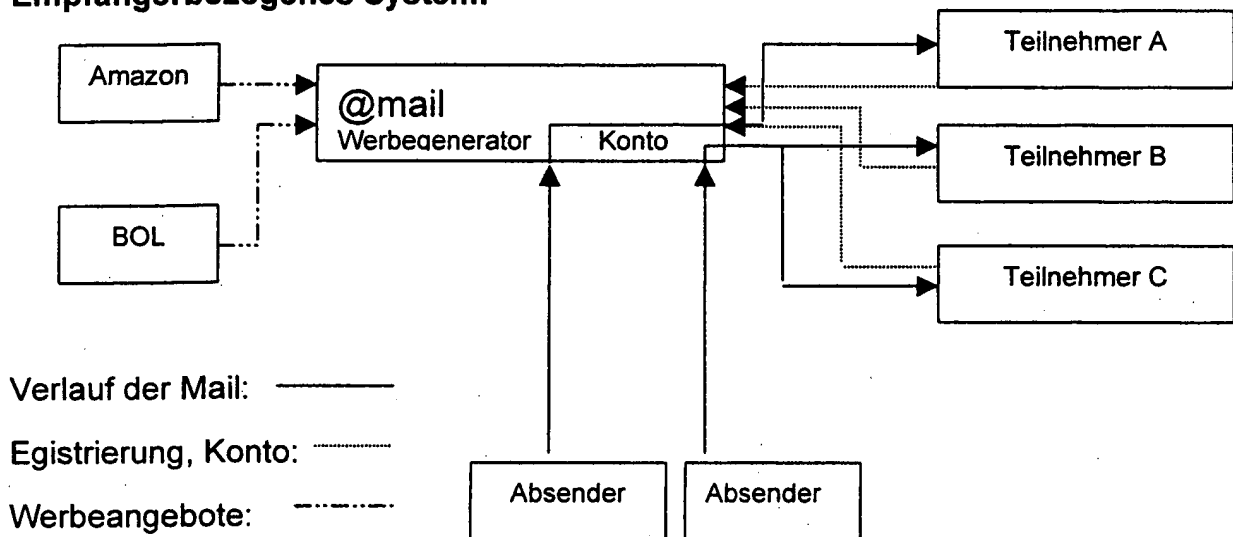 Empfängerbezogenes System:
Amazon
BOL
@mail
Werbegenerator
Konto
Teilnehmer A
Teilnehmer B
Teilnehmer C
Verlauf der Mail:
Egistrierung, Konto:
Werbeangebote:
Absender
Absender